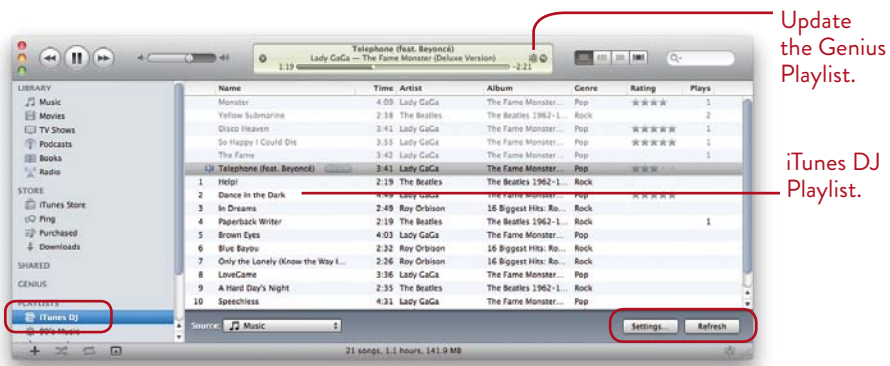 Update
the Genius
Playlist.
Telephone (feat. Beyoncé)
Lady GaGa — The Fame Monster (Deluxe Version)
1:19 -2:21
LIBRARY
Music
Movies
TV Shows
Podcasts
Books
Radio
STORE
iTunes Store
Ping
Purchased
Downloads
SHARED
GENIUS
PLAYLISTS
iTunes DJ
90's Music
Name Time Artist Album Genre Rating Plays
Monster 4:09 Lady GaGa The Fame Monster... Pop 1
Yellow Submarine 2:38 The Beatles The Beatles 1962-1... Rock 2
Disco Heaven 3:41 Lady GaGa The Fame Monster... Pop 1
So Happy I Could Die 3:55 Lady GaGa The Fame Monster... Pop 1
The Fame 3:42 Lady GaGa The Fame Monster... Pop 1
Telephone (feat. Beyoncé) 3:41 Lady GaGa The Fame Monster... Pop
1 Help! 2:19 The Beatles The Beatles 1962-1... Rock
2 Dance In the Dark 4:49 Lady GaGa The Fame Monster... Pop
3 In Dreams 2:49 Roy Orbison 16 Biggest Hits: Ro... Rock
4 Paperback Writer 2:19 The Beatles The Beatles 1962-1... Rock 1
5 Brown Eyes 4:03 Lady GaGa The Fame Monster... Pop
6 Blue Bayou 2:32 Roy Orbison 16 Biggest Hits: Ro... Rock
7 Only the Lonely (Know the Way I... 2:26 Roy Orbison 16 Biggest Hits: Ro... Rock
8 LoveGame 3:36 Lady GaGa The Fame Monster... Pop
9 A Hard Day's Night 2:35 The Beatles The Beatles 1962-1... Rock
10 Speechless 4:31 Lady GaGa The Fame Monster... Pop
iTunes DJ
Playlist.
Source: Music Settings... Refresh
21 songs, 1.1 hours, 141.9 MB